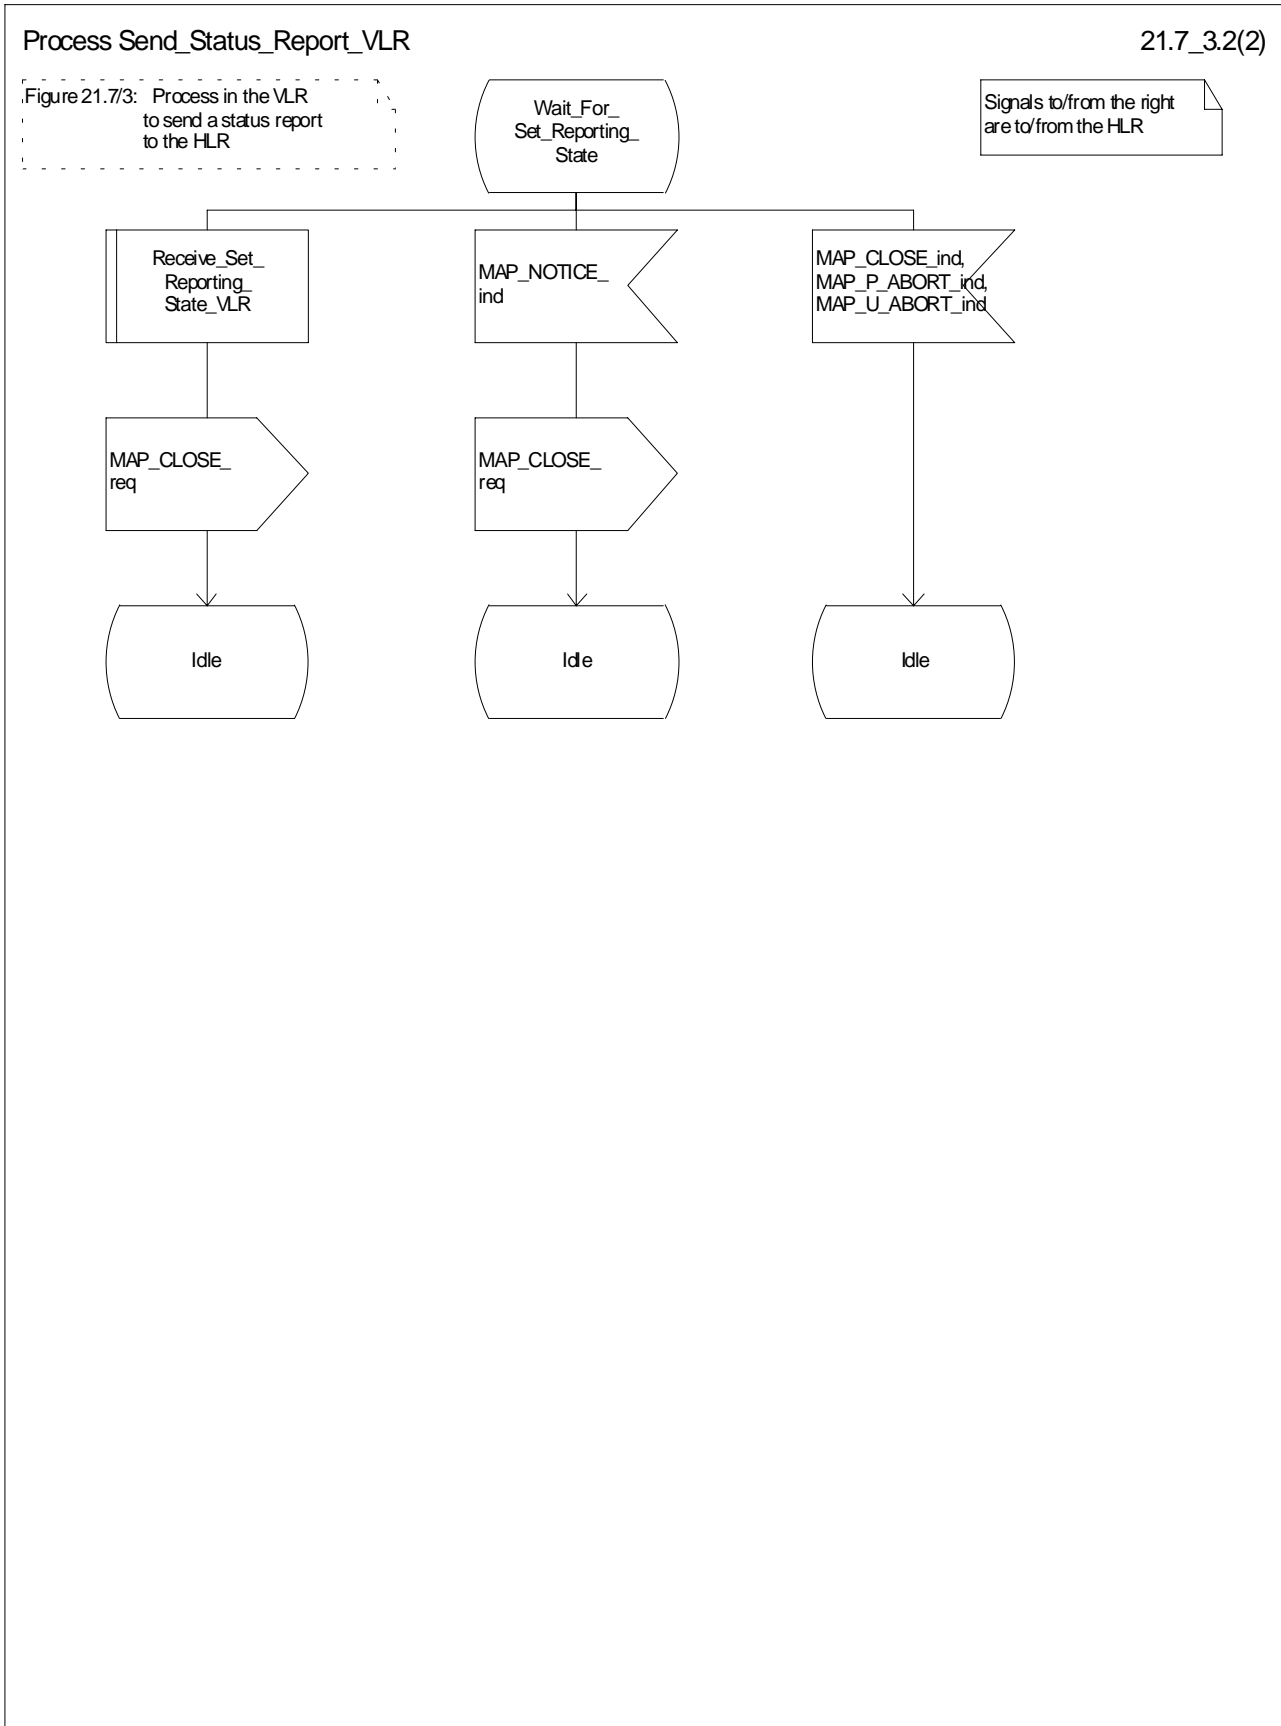 Process Send_Status_Report_VLR
21.7_3.2(2)
Figure 21.7/3: Process in the VLR
to send a status report
to the HLR
Wait_For_
Set_Reporting_
State
Signals to/from the right
are to/from the HLR
Receive_Set_
Reporting_
State_VLR
MAP_NOTICE_
ind
MAP_CLOSE_ind,
MAP_P_ABORT_ind,
MAP_U_ABORT_ind
MAP_CLOSE_
req
MAP_CLOSE_
req
Idle
Idle
Idle